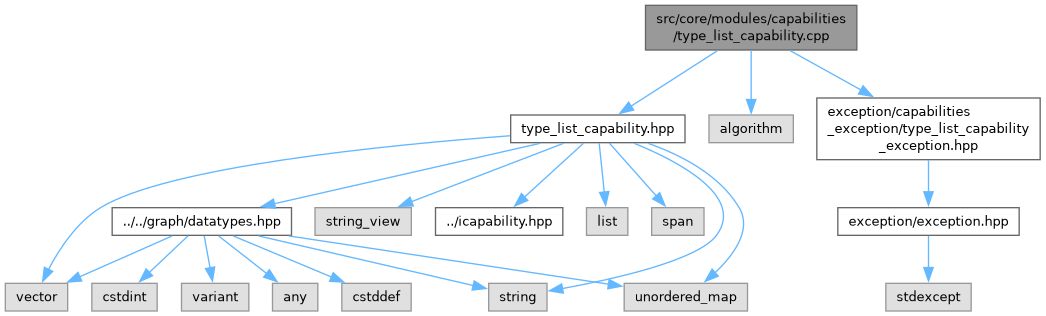 src/core/modules/capabilities
/type_list_capability.cpp
type_list_capability.hpp
algorithm
exception/capabilities
_exception/type_list_capability
_exception.hpp
../../graph/datatypes.hpp
string_view
../icapability.hpp
list
span
exception/exception.hpp
vector
cstdint
variant
any
cstddef
string
unordered_map
stdexcept